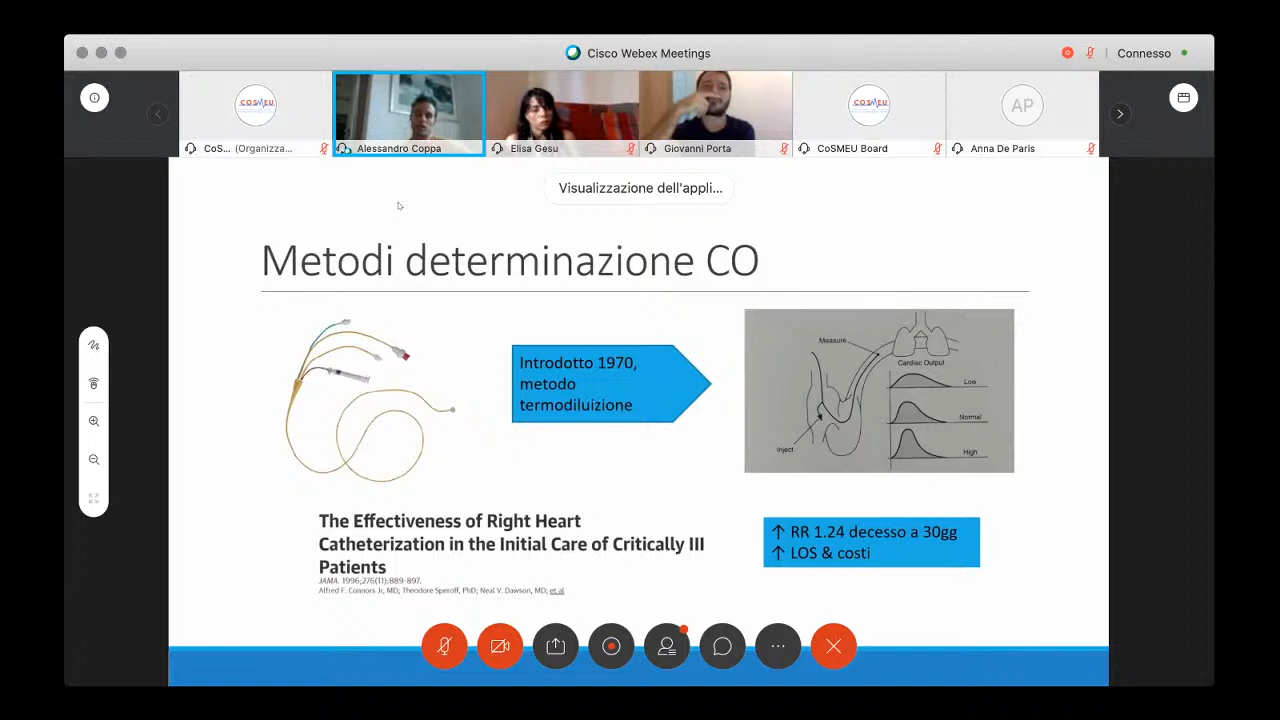 Cisco Webex Meetings
Connesso
COSMEU
COSMEU
AP
CoS... (Organizza...
Alessandro Coppa
Elisa Gesu
Giovanni Porta
CoSMEU Board
Anna De Paris
Visualizzazione dell'appli...
Metodi determinazione CO
Introdotto 1970,
metodo
termodiluizione
Measure
Cardiac Output
Low
Normal
High
Inject
The Effectiveness of Right Heart
Catheterization in the Initial Care of Critically Ill
Patients
JAMA. 1996;276(11):889-897.
Alfred F. Connors Jr, MD; Theodore Speroff, PhD; Neal V. Dawson, MD; et al
↑ RR 1.24 decesso a 30gg
↑ LOS & costi